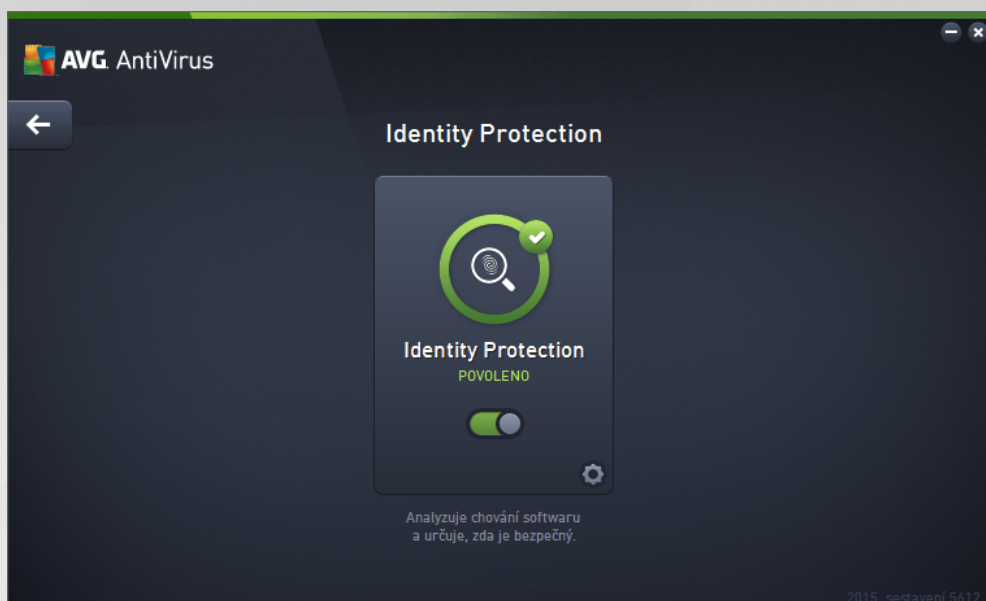 AVG. AntiVirus
Identity Protection
Identity Protection
POVOLENO
Analyzuje chování softwaru
a určuje, zda je bezpečný.
2015, sestavení 5612